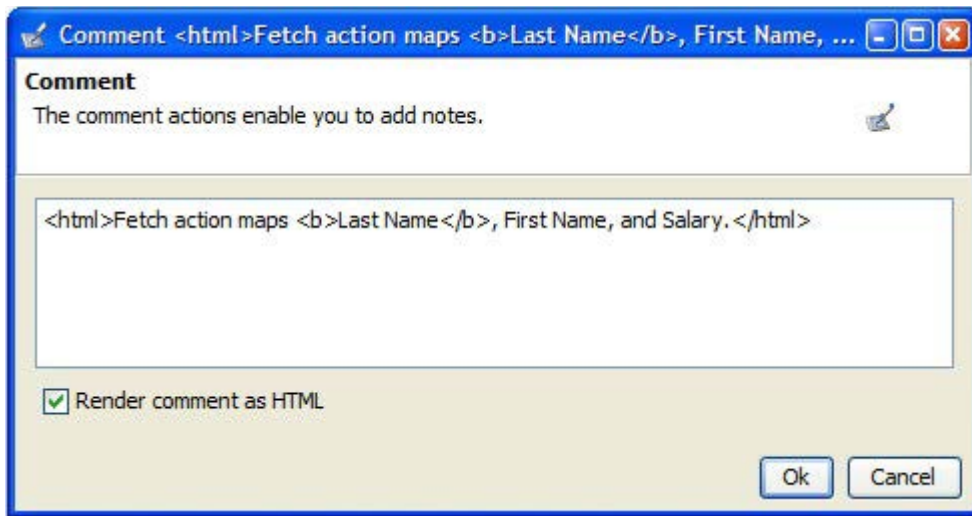 Comment <html>Fetch action maps <b>Last Name</b>, First Name, ...
Comment
The comment actions enable you to add notes.
<html>Fetch action maps <b>Last Name</b>, First Name, and Salary.</html>
Render comment as HTML
Ok Cancel